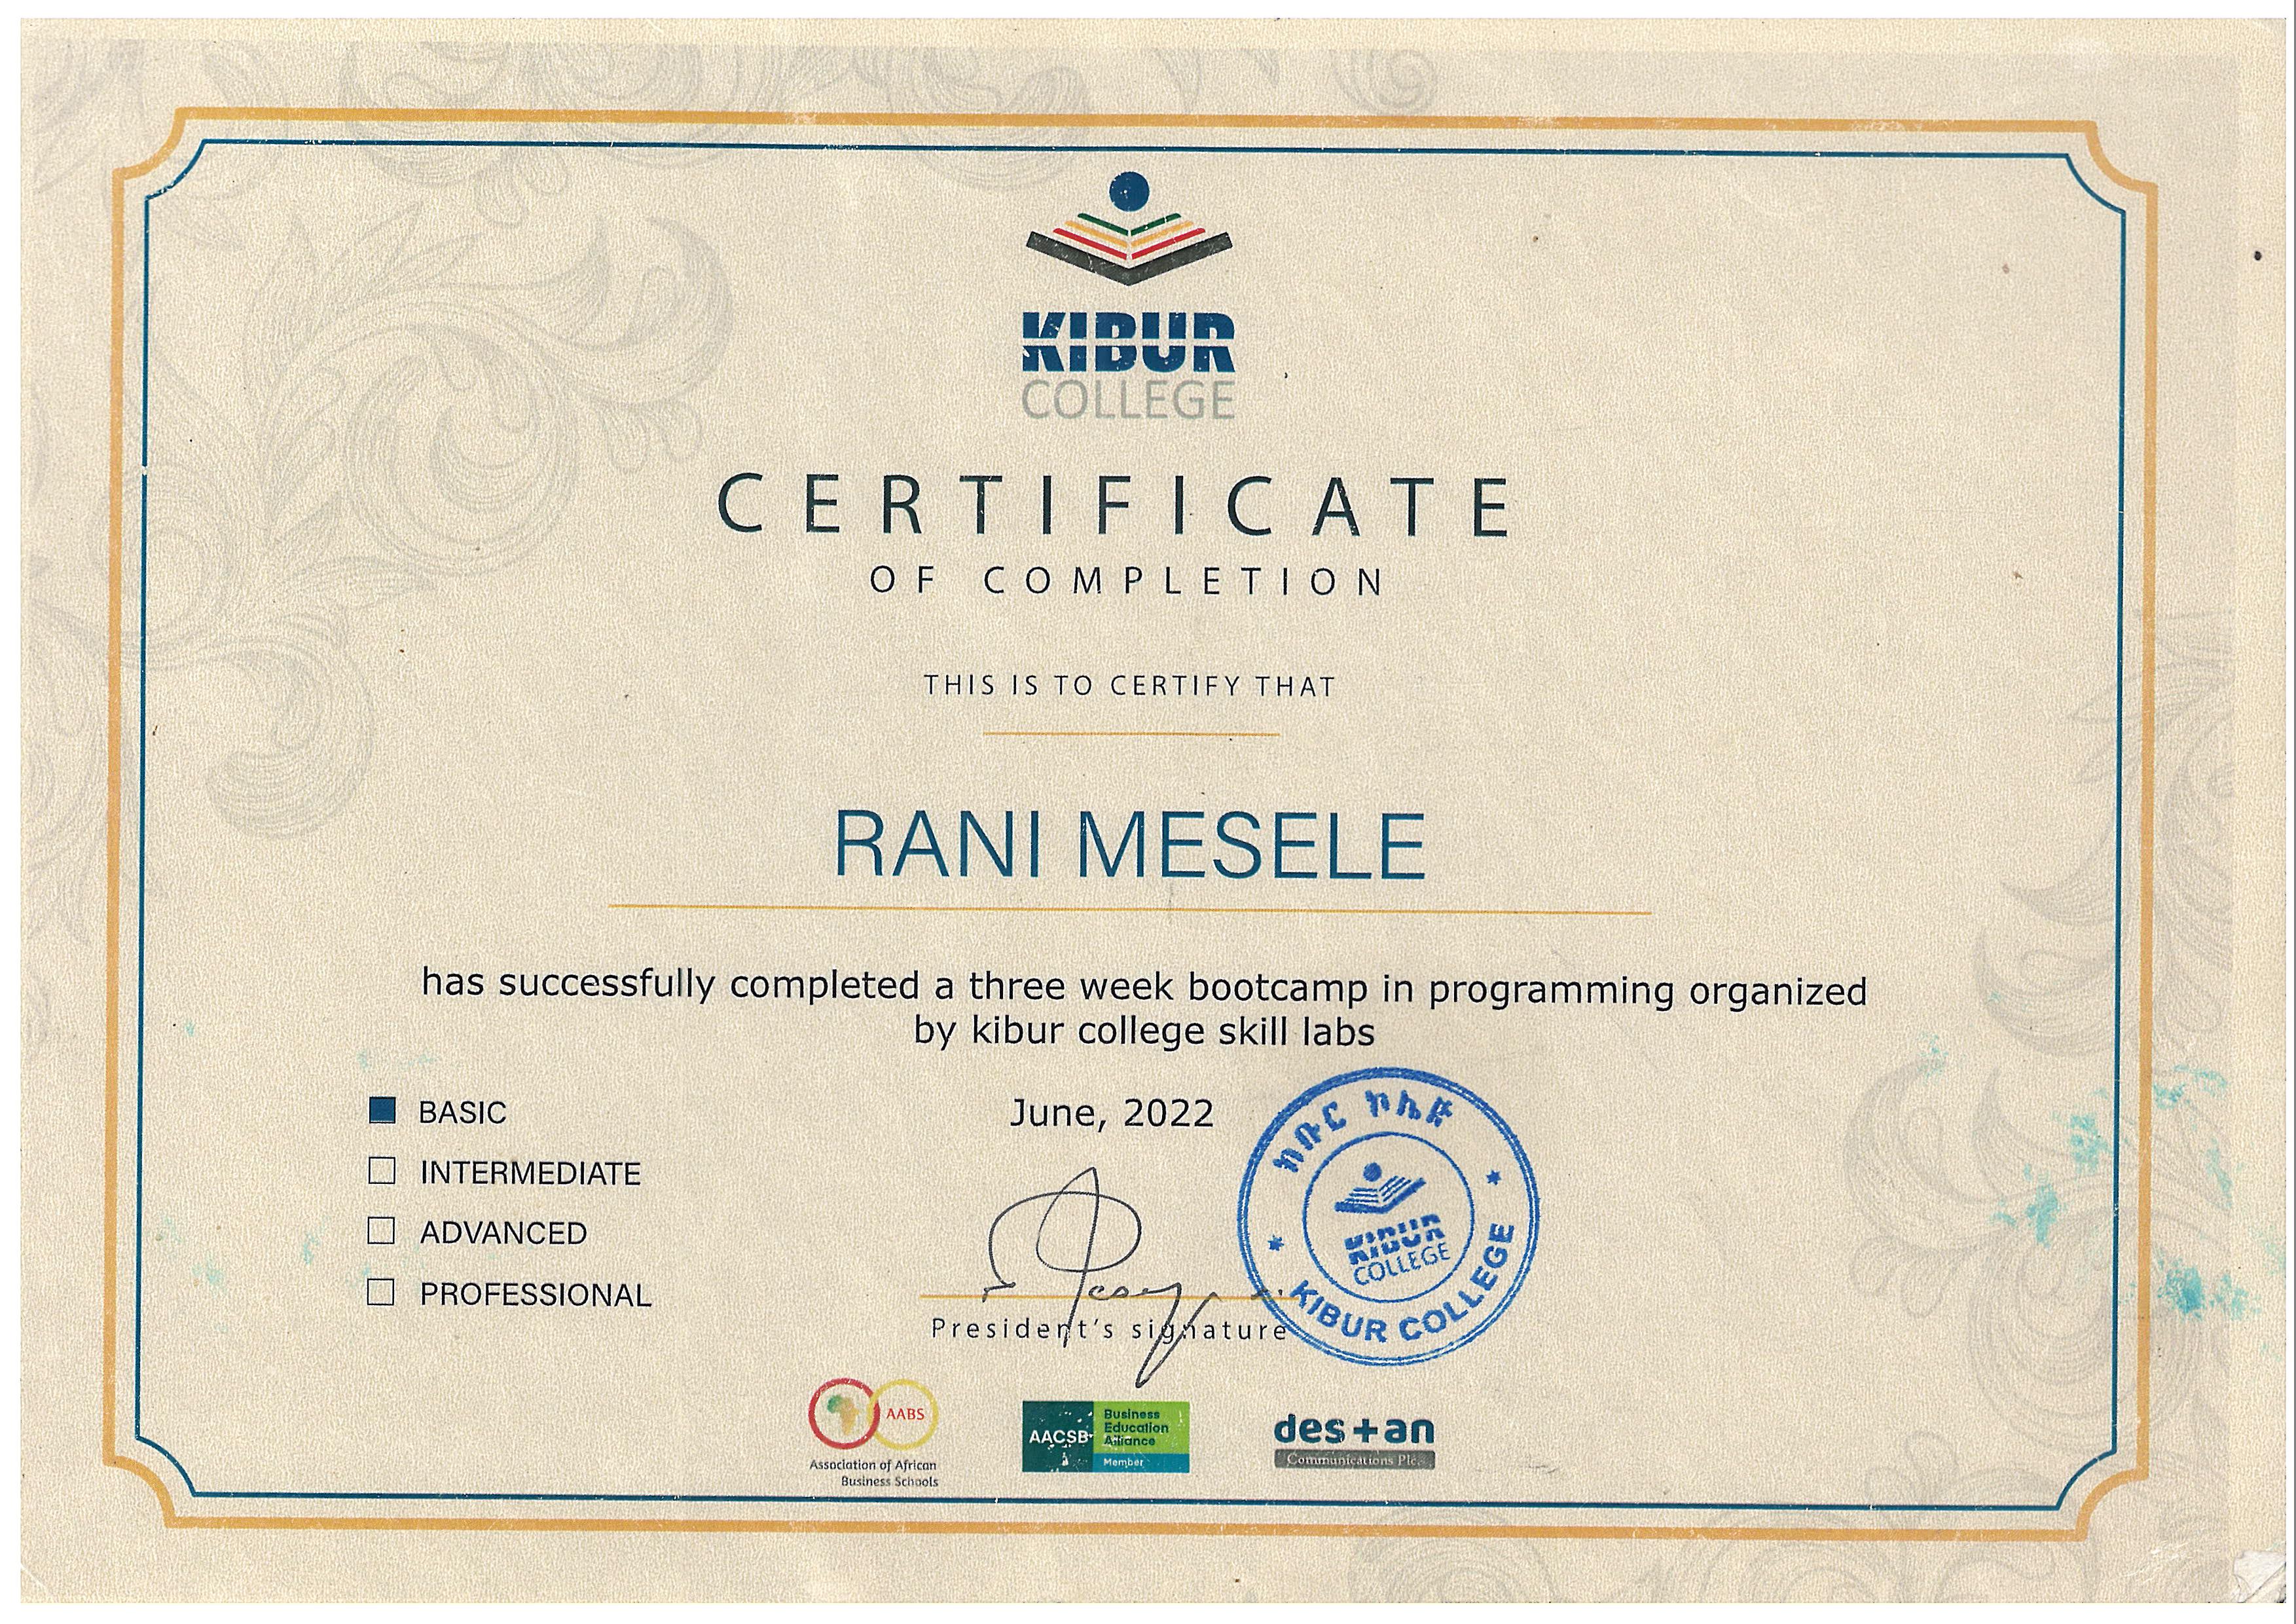 KIBUR
COLLEGE
CERTIFICATE
OF COMPLETION
THIS IS TO CERTIFY THAT
RANI MESELE
has successfully completed a three week bootcamp in programming organized
by kibur college skill labs
BASIC
INTERMEDIATE
ADVANCED
PROFESSIONAL
June, 2022
President's signature
ክቡር ኮሌጅ
KIBUR
COLLEGE
KIBUR COLLEGE
AABS
Association of African
Business Schools
AACSB
Business
Education
Alliance
Member
des+an
Communications Plc.